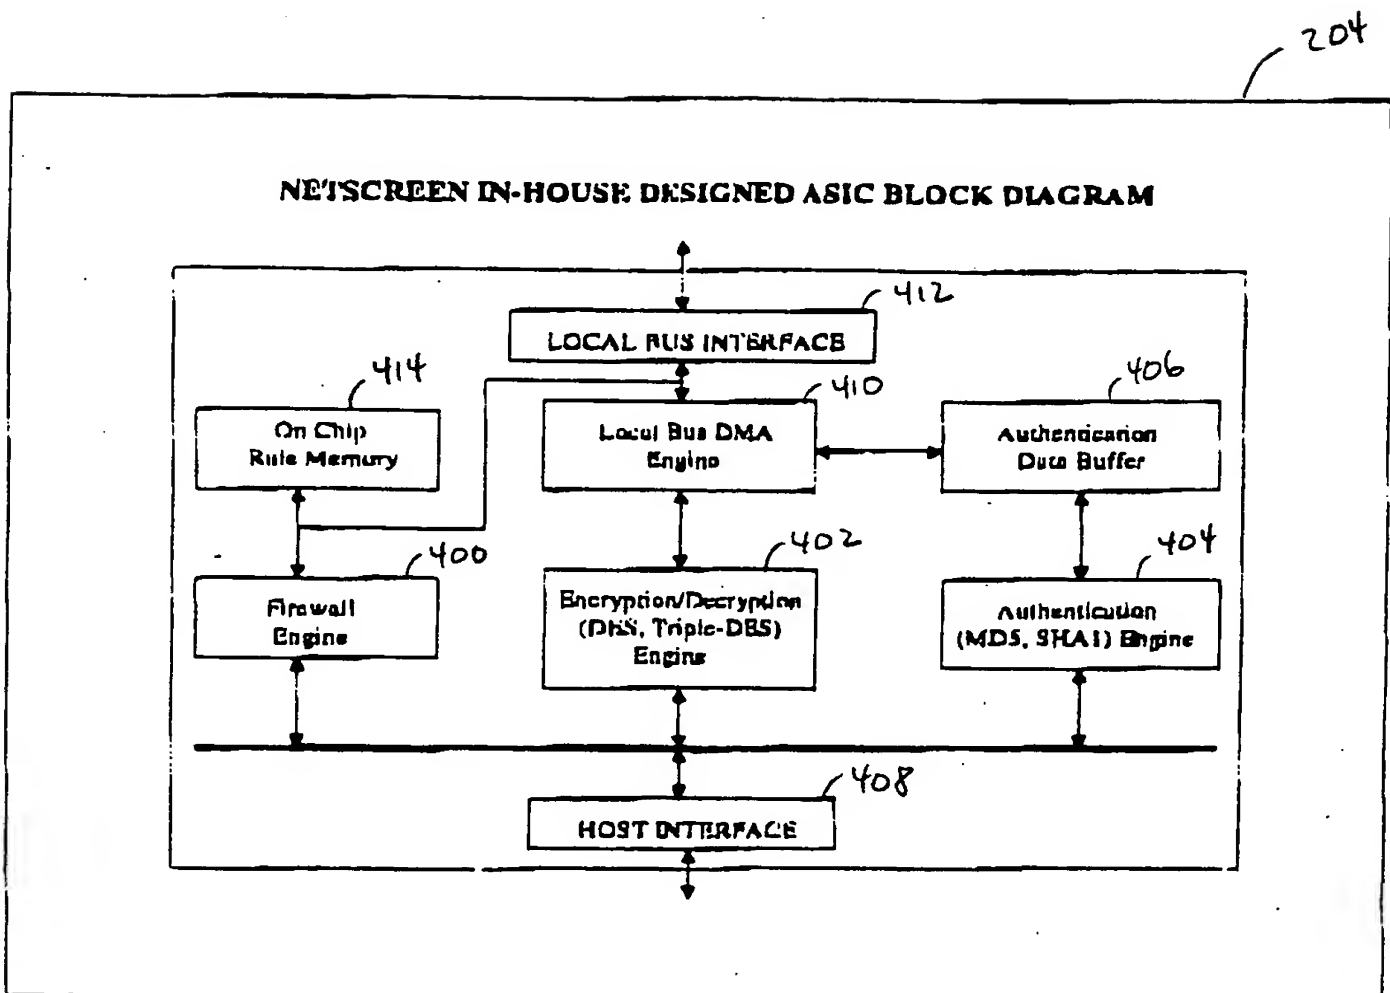 204
NETSCREEN IN-HOUSE DESIGNED ASIC BLOCK DIAGRAM
412
LOCAL BUS INTERFACE
414
On Chip
Rule Memory
410
Local Bus DMA
Engine
406
Authentication
Data Buffer
400
Firewall
Engine
402
Encryption/Decryption
(DES, Triple-DES)
Engine
404
Authentication
(MD5, SHA1) Engine
408
HOST INTERFACE